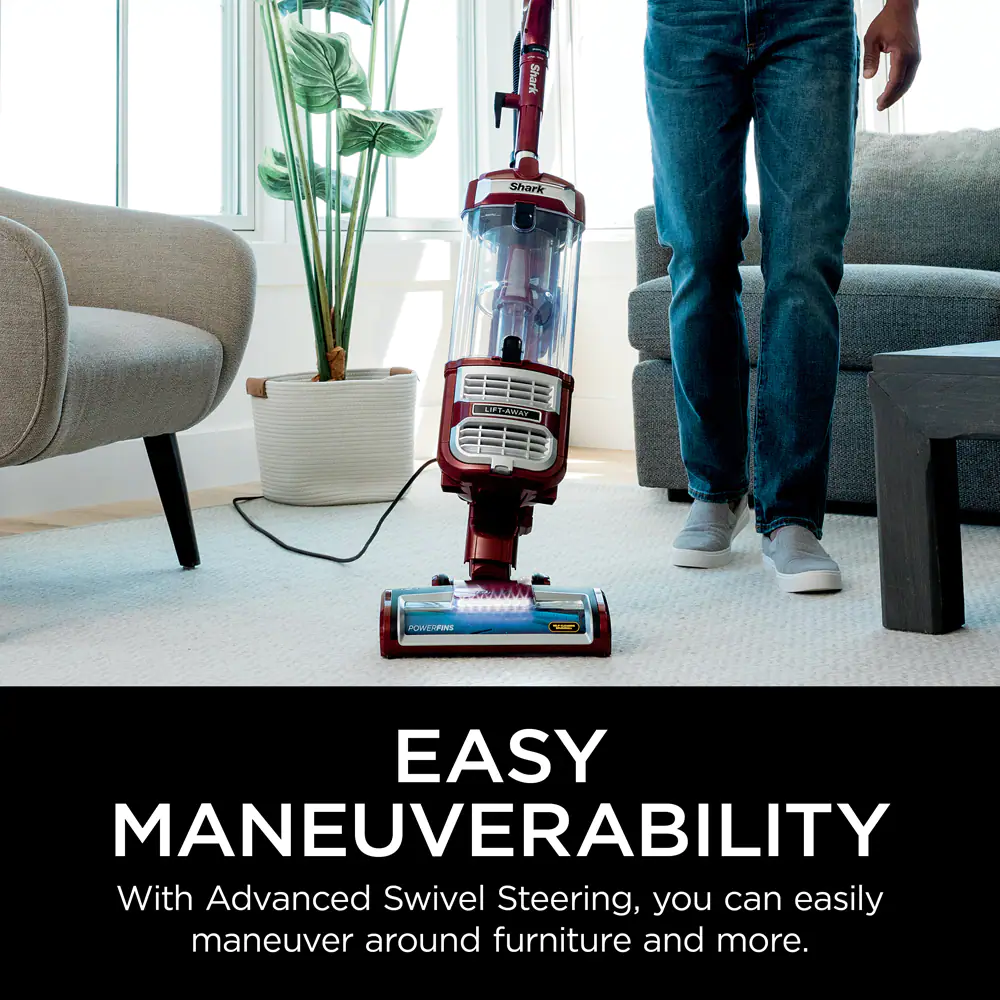 Shark
Shark
LIFT-AWAY
POWERFINS
EASY
MANEUVERABILITY
With Advanced Swivel Steering, you can easily
maneuver around furniture and more.